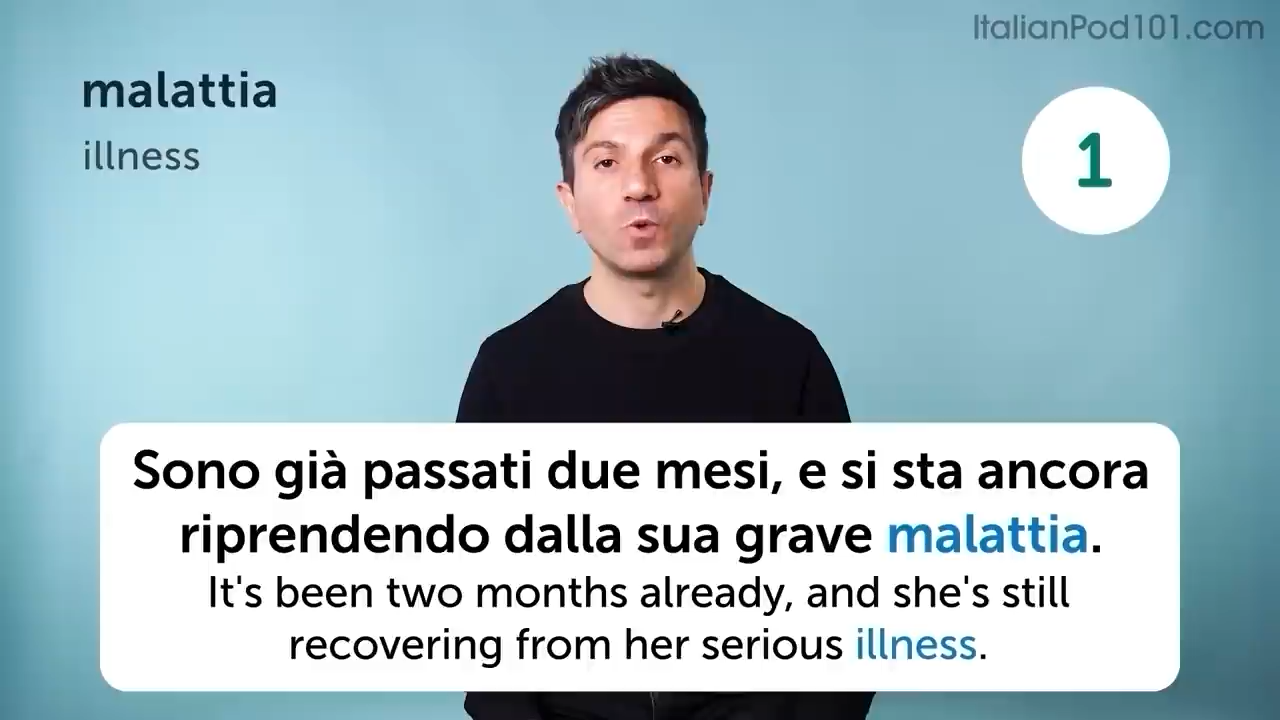 ItalianPod101.com
malattia
illness
1
Sono già passati due mesi, e si sta ancora
riprendendo dalla sua grave malattia.
It's been two months already, and she's still
recovering from her serious illness.